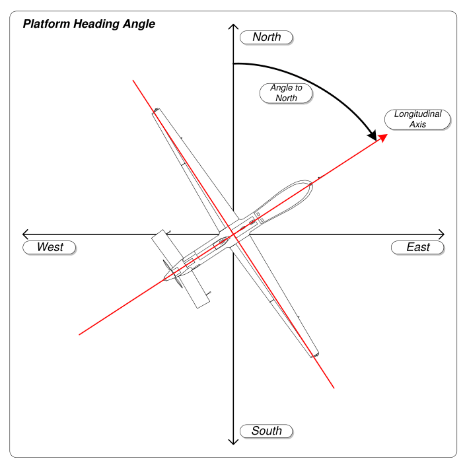 Platform Heading Angle
North
Angle to
North
Longitudinal
Axis
West
East
South